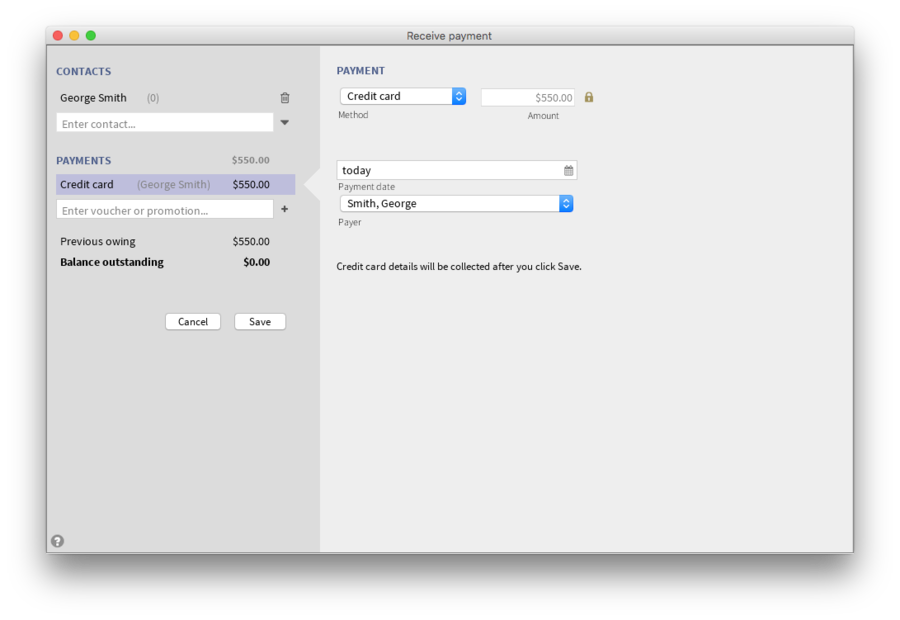 Receive payment
CONTACTS
George Smith (0)
Enter contact...
PAYMENTS $550.00
Credit card (George Smith) $550.00
Enter voucher or promotion... +
Previous owing $550.00
Balance outstanding $0.00
Cancel Save
?
PAYMENT
Credit card $550.00
Method Amount
today
Payment date
Smith, George
Payer
Credit card details will be collected after you click Save.